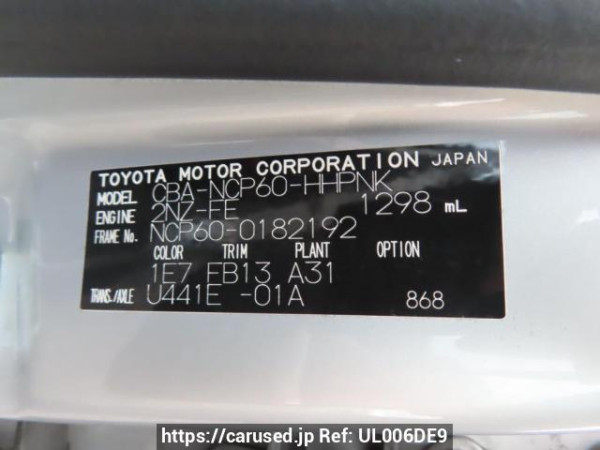 TOYOTA MOTOR CORPORATION JAPAN
MODEL CBA-NCP60-HHPNK
ENGINE 2NZ-FE 1298 mL
FRAME No. NCP60-0182192
COLOR TRIM PLANT OPTION
1E7 FB13 A31
TRANS./AXLE U441E -01A 868
https://carused.jp Ref: UL006DE9